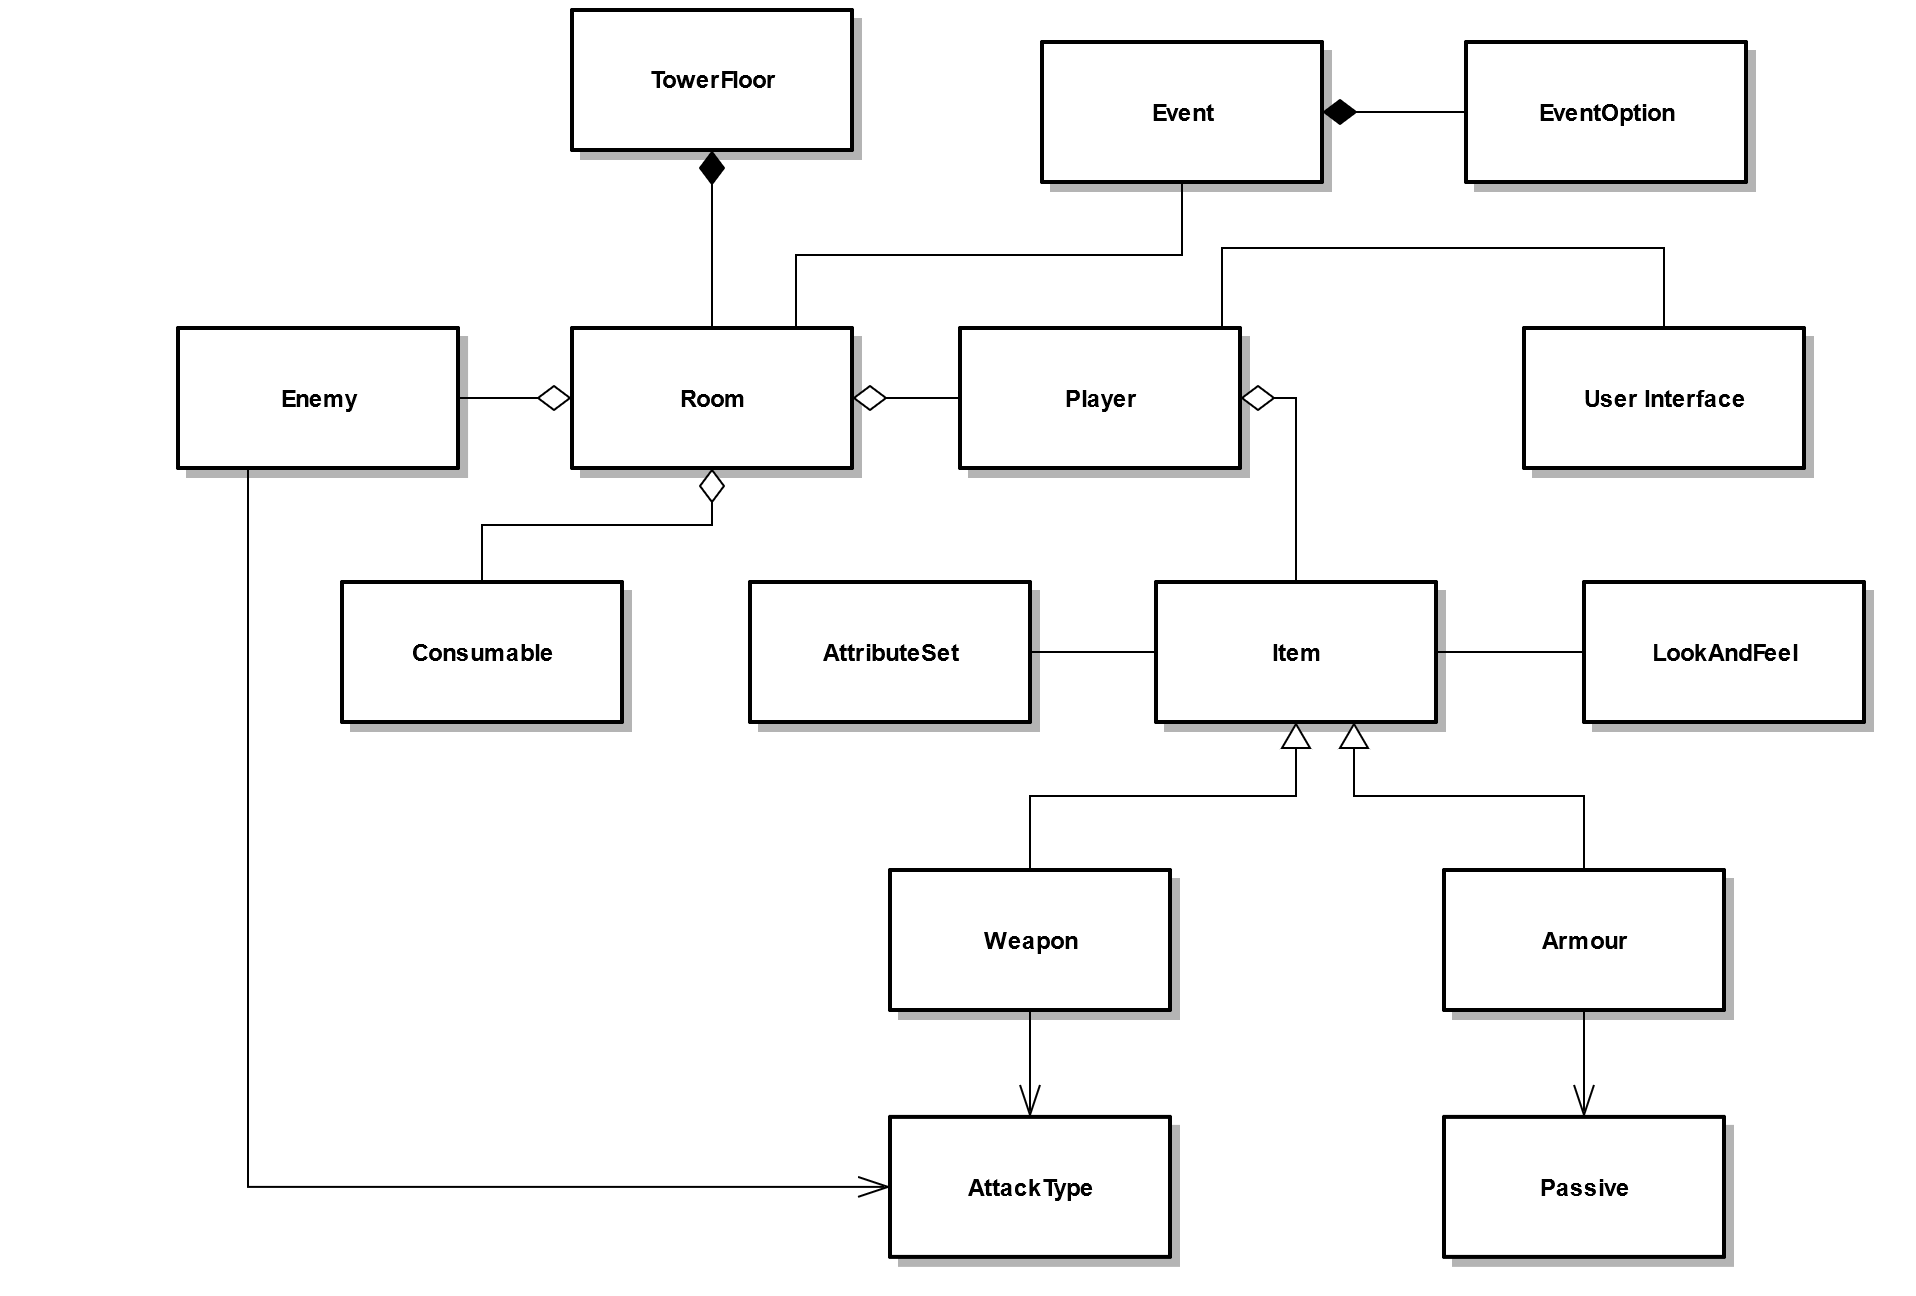 TowerFloor
Event
EventOption
Enemy
Room
Player
User Interface
Consumable
AttributeSet
Item
LookAndFeel
Weapon
Armour
AttackType
Passive